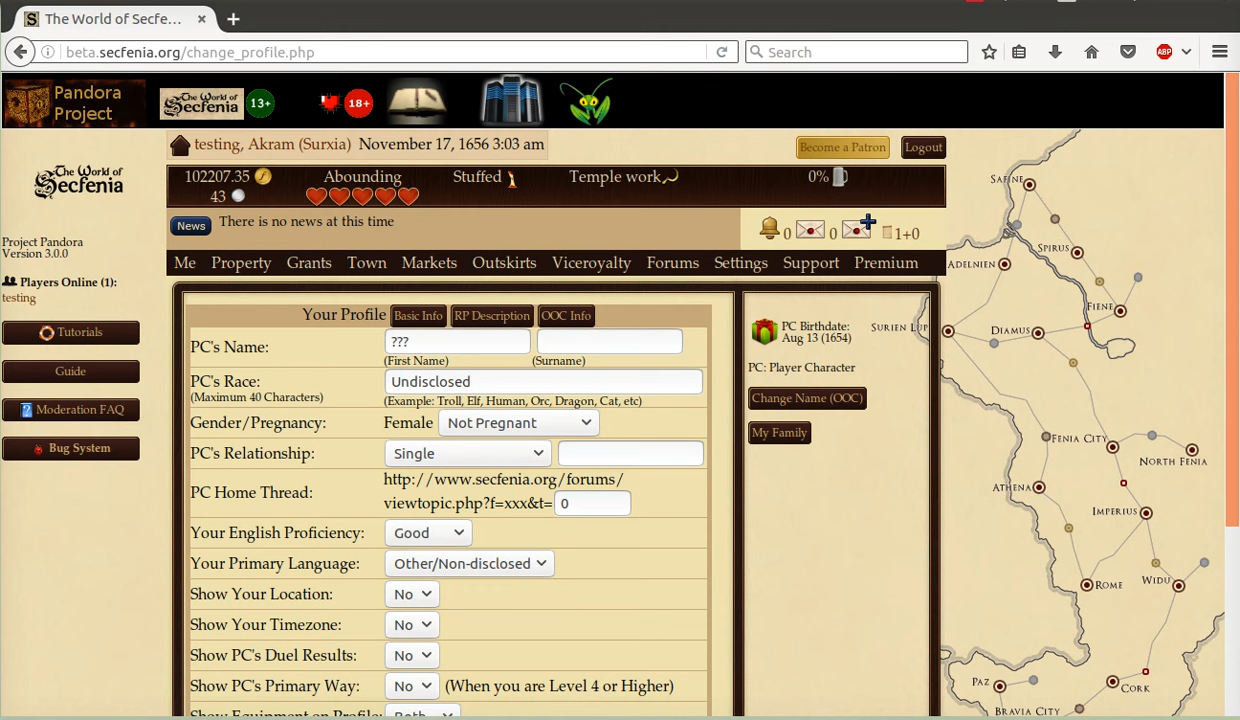 The World of Secfe...
beta.secfenia.org/change_profile.php
Search
ABP
Pandora
Project
The World of
Secfenia
13+
18+
testing, Akram (Surxia) November 17, 1656 3:03 am
Become a Patron
Logout
The World of
Secfenia
102207.35
Abounding
Stuffed
Temple work
0%
43
News
There is no news at this time
0
0
1+0
Project Pandora
Version 3.0.0
Players Online (1):
testing
Tutorials
Guide
Moderation FAQ
Bug System
Me Property Grants Town Markets Outskirts Viceroyalty Forums Settings Support Premium
Your Profile Basic Info RP Description OOC Info
PC's Name: ???
(First Name) (Surname)
PC's Race: Undisclosed
(Maximum 40 Characters) (Example: Troll, Elf, Human, Orc, Dragon, Cat, etc)
Gender/Pregnancy: Female Not Pregnant
PC's Relationship: Single
PC Home Thread: http://www.secfenia.org/forums/
viewtopic.php?f=xxx&t= 0
Your English Proficiency: Good
Your Primary Language: Other/Non-disclosed
Show Your Location: No
Show Your Timezone: No
Show PC's Duel Results: No
Show PC's Primary Way: No (When you are Level 4 or Higher)
Show Equipment on Profile: Both
PC Birthdate:
Aug 13 (1654)
PC: Player Character
Change Name (OOC)
My Family
Safine
Spirus
Adelnien
Fiene
Surien Lup
Diamus
Fenia City
North Fenia
Athena
Imperius
Rome
Widu
Paz
Cork
Bravia City